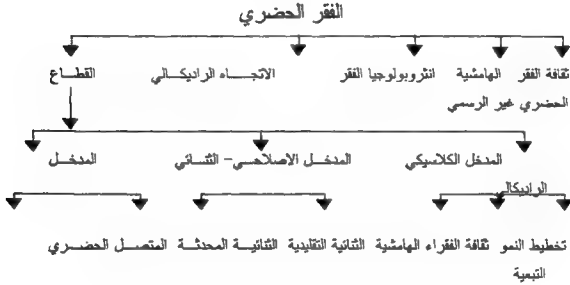 الفقر الحضري
ثقافة الفقر الهامشية انثروبولوجيا الفقر الاتجاه الراديكالي القطاع
الحضري غير الرسمي
المدخل الكلاسيكي المدخل الاصلاحي- الثنائي المدخل
الراديكالي
تخطيط النمو ثقافة الفقراء الهامشية الثنائية التقليدية الثنائية المحدثة المتصل الحضري
التبعية